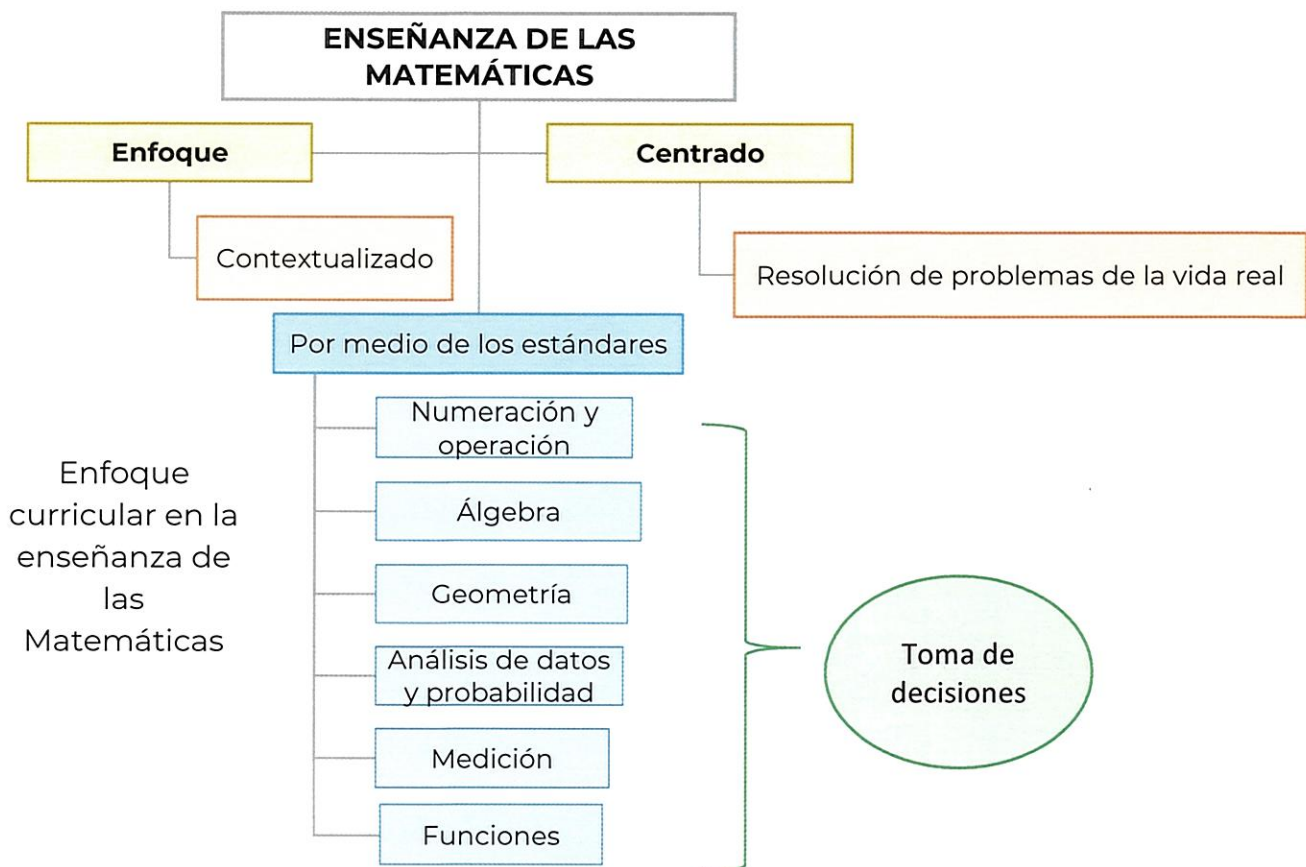 ENSEÑANZA DE LAS
MATEMÁTICAS
Enfoque
Centrado
Contextualizado
Resolución de problemas de la vida real
Por medio de los estándares
Numeración y
operación
Álgebra
Geometría
Análisis de datos
y probabilidad
Medición
Funciones
Enfoque
curricular en la
enseñanza de
las
Matemáticas
Toma de
decisiones